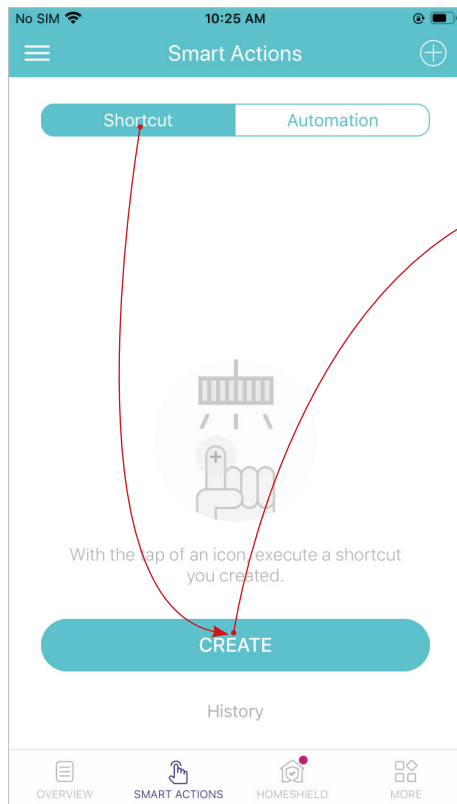 No SIM 10:25 AM
Smart Actions
Shortcut Automation
With the tap of an icon, execute a shortcut
you created.
CREATE
History
OVERVIEW SMART ACTIONS HOMESHIELD MORE